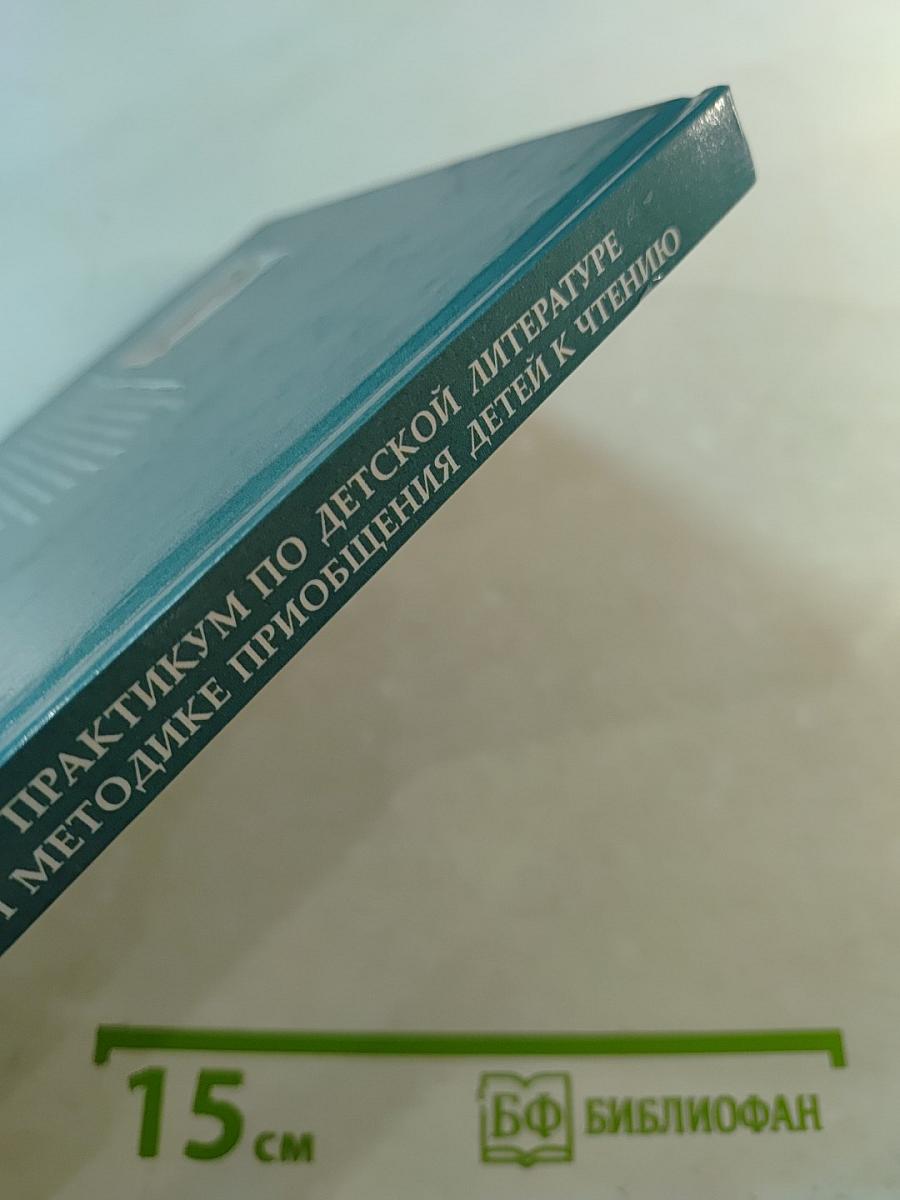 ПРАКТИКУМ ПО ДЕТСКОЙ ЛИТЕРАТУРЕ
МЕТОДИКЕ ПРИОБЩЕНИЯ ДЕТЕЙ К ЧТЕНИЮ
15 см
БФ БИБЛИОФАН